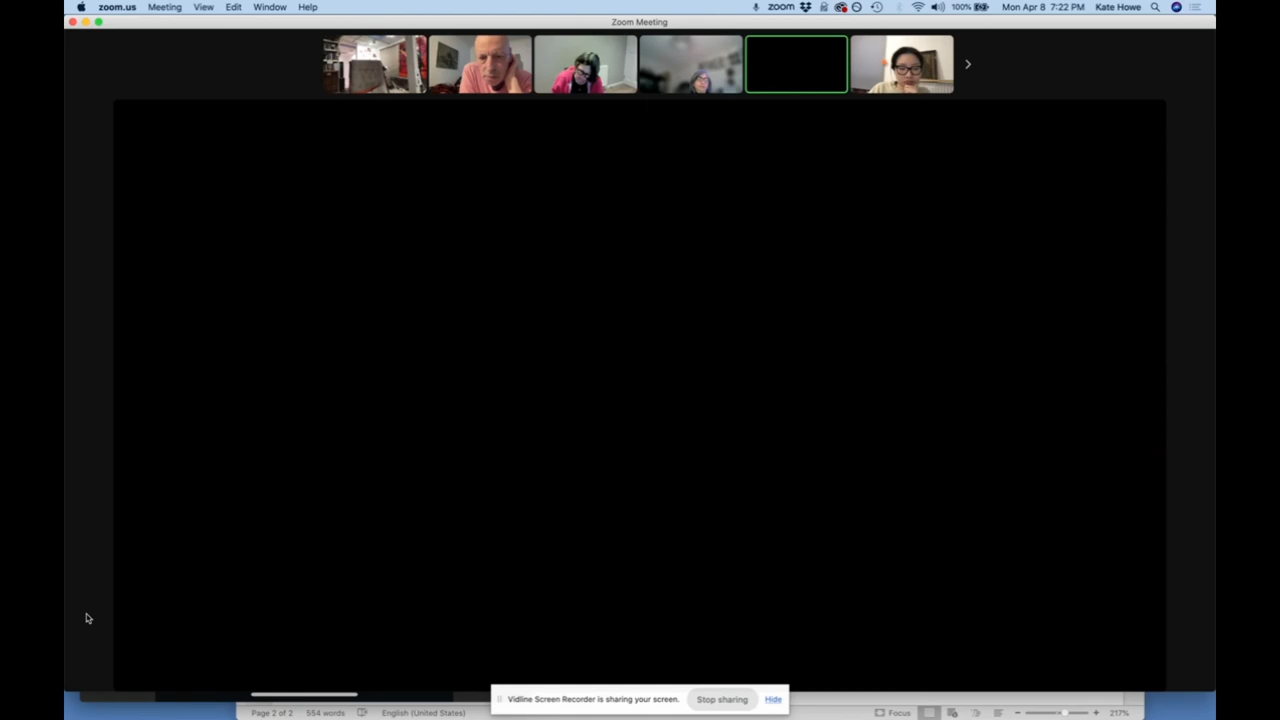 zoom.us Meeting View Edit Window Help zoom 100% Mon Apr 8 7:22 PM Kate Howe
Zoom Meeting
Vidline Screen Recorder is sharing your screen. Stop sharing Hide
Page 2 of 2 554 words English (United States) Focus 217%